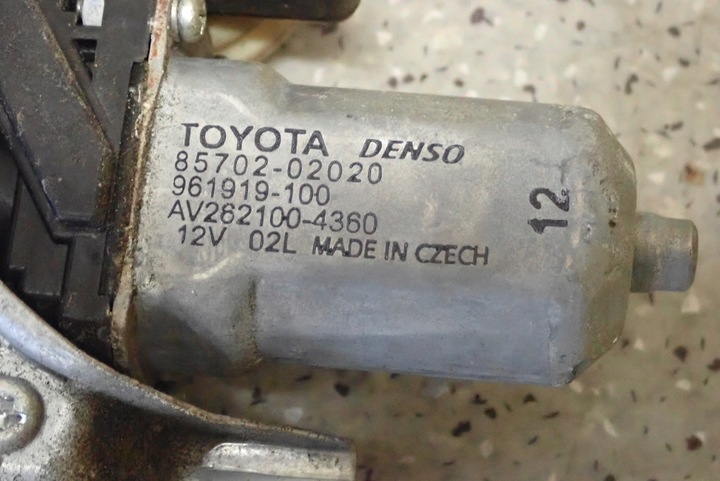 TOYOTA DENSO
85702-02020
961919-100
AV262100-4360
12V 02L MADE IN CZECH
12